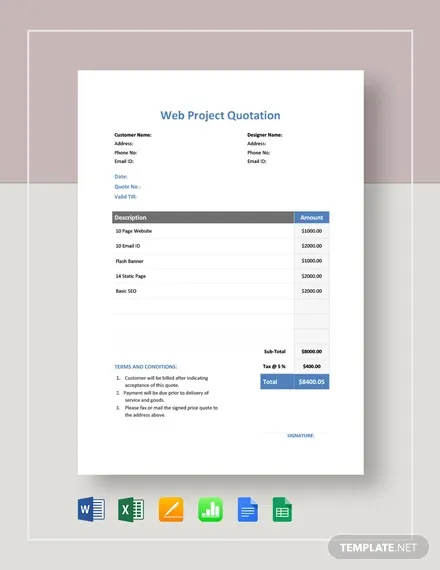 Web Project Quotation
Customer Name:
Address:
Phone No:
Email ID:
Designer Name:
Address:
Phone No:
Email ID:
Date:
Quote No.:
Valid Till:
Description Amount
10 Page Website $1000.00
10 Email ID $2000.00
Flash Banner $1000.00
14 Static Page $2000.00
Basic SEO $2000.00
Sub-Total $8000.00
Tax @ 5 % $400.00
Total $8400.05
TERMS AND CONDITIONS:
1. Customer will be billed after indicating
acceptance of this quote.
2. Payment will be due prior to delivery of
service and goods.
3. Please fax or mail the signed price quote to
the address above.
SIGNATURE:
W
X
TEMPLATE.NET